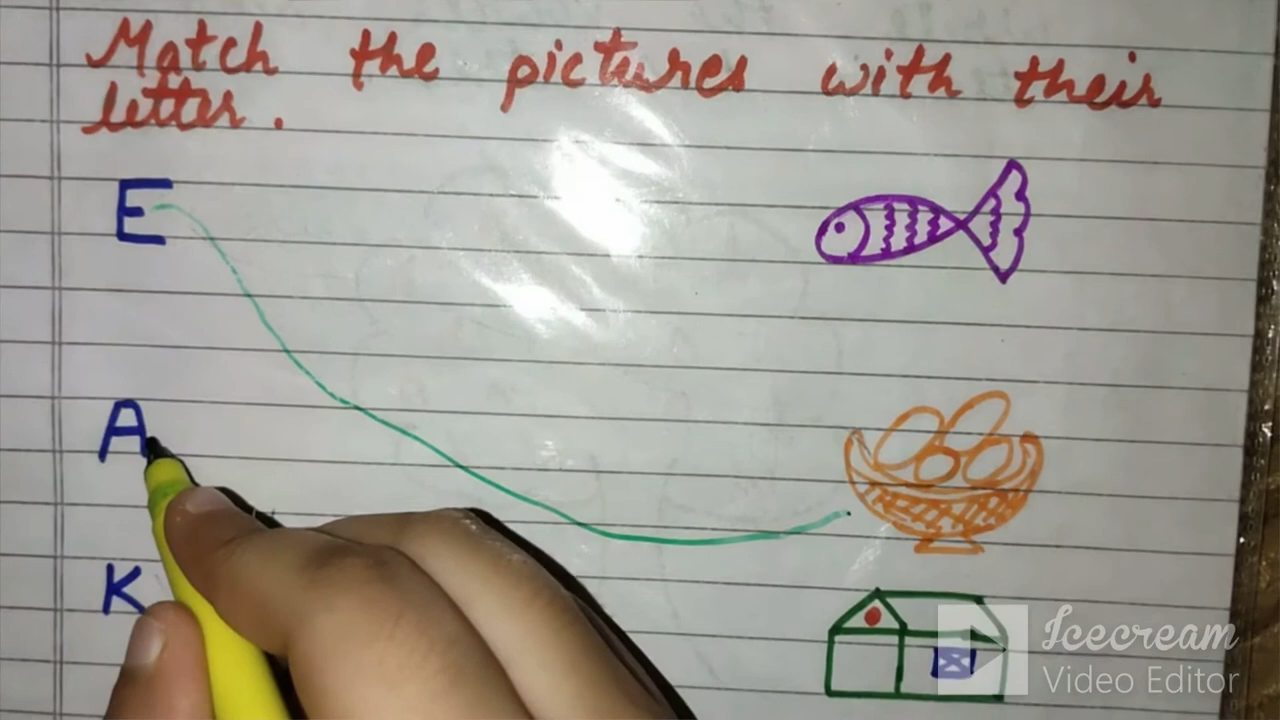 Match the pictures with their
letter.
E
A
K
Icecream
Video Editor